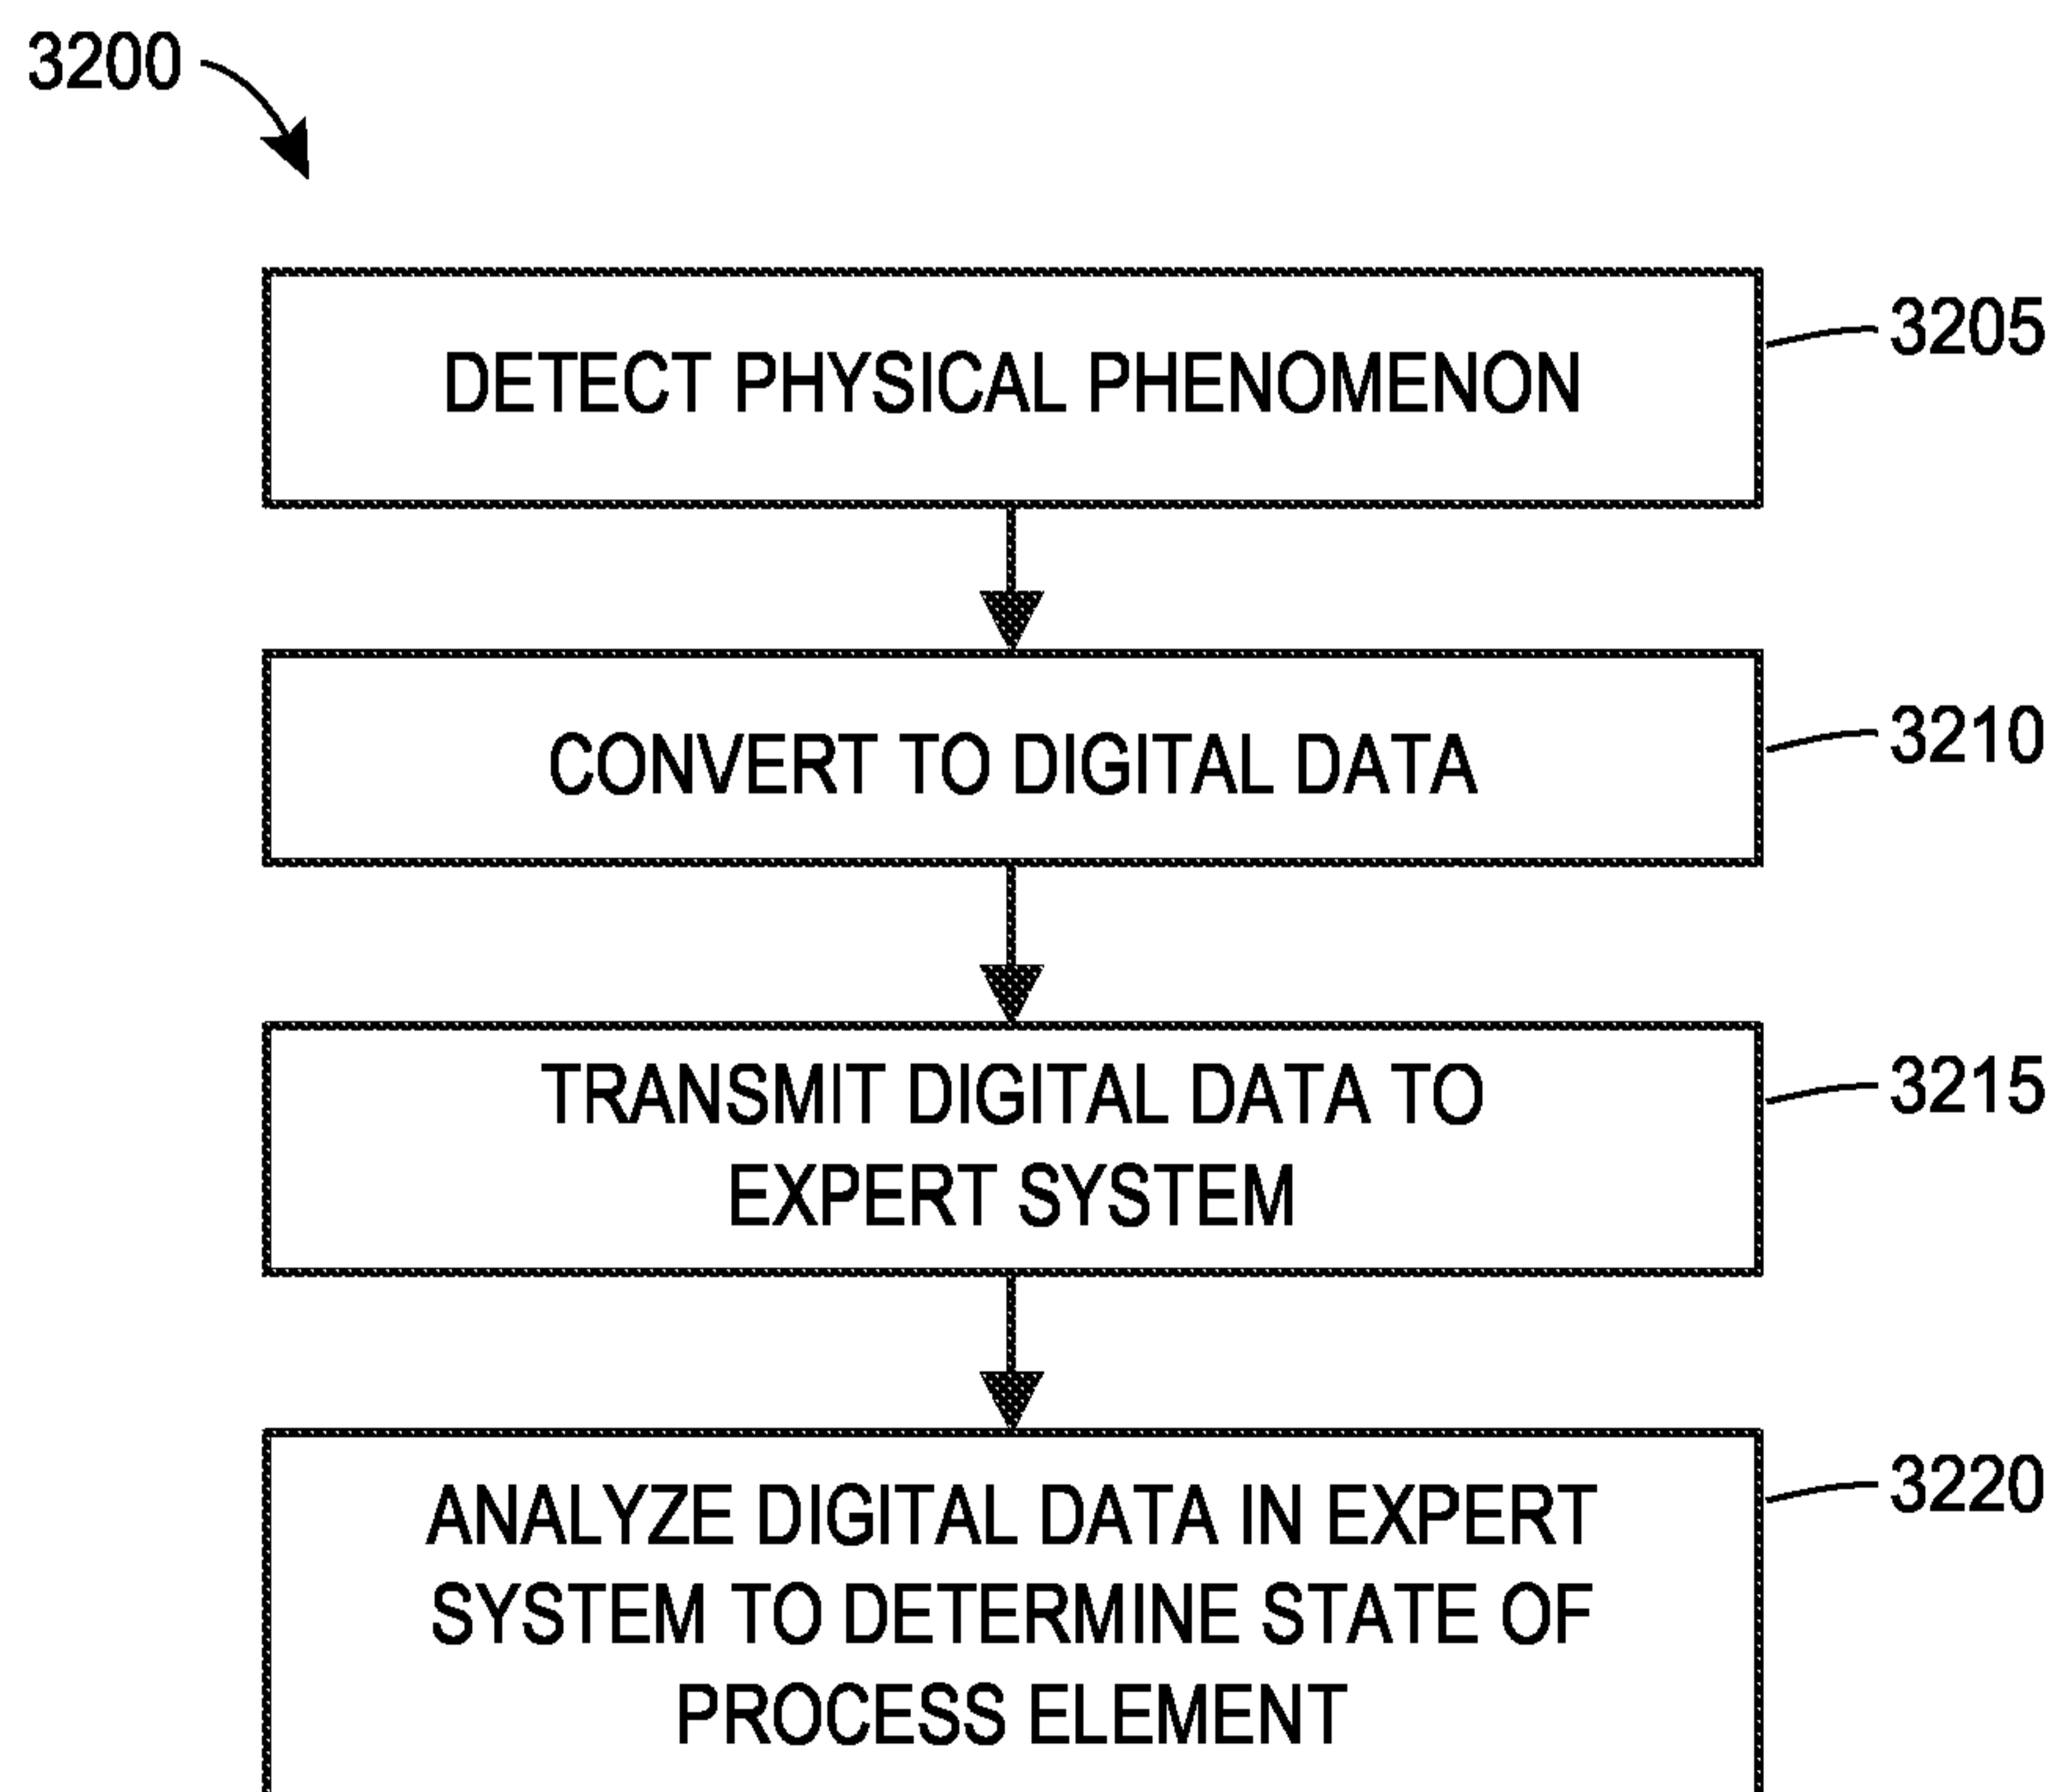 3200
DETECT PHYSICAL PHENOMENON
3205
CONVERT TO DIGITAL DATA
3210
TRANSMIT DIGITAL DATA TO
EXPERT SYSTEM
3215
ANALYZE DIGITAL DATA IN EXPERT
SYSTEM TO DETERMINE STATE OF
PROCESS ELEMENT
3220